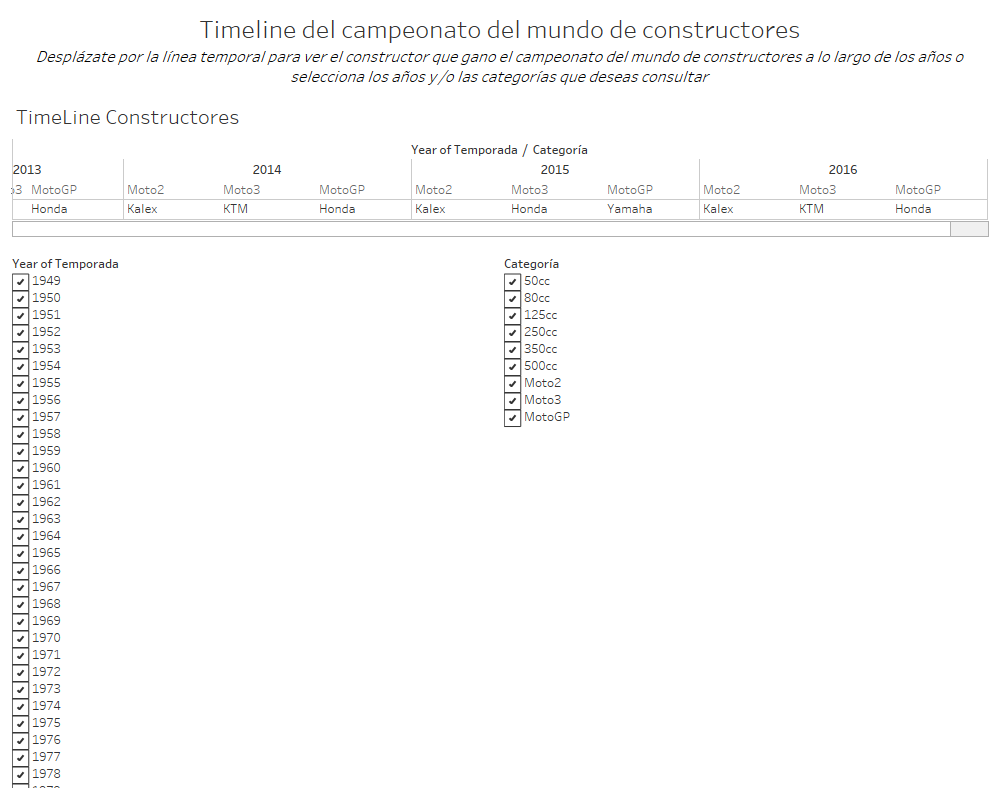 Timeline del campeonato del mundo de constructores
Desplázate por la línea temporal para ver el constructor que gano el campeonato del mundo de constructores a lo largo de los años o
selecciona los años y/o las categorías que deseas consultar
TimeLine Constructores
Year of Temporada / Categoría
2013 2014 2015 2016
o3 MotoGP Moto2 Moto3 MotoGP Moto2 Moto3 MotoGP Moto2 Moto3 MotoGP
Honda Kalex KTM Honda Kalex Honda Yamaha Kalex KTM Honda
Year of Temporada
1949
1950
1951
1952
1953
1954
1955
1956
1957
1958
1959
1960
1961
1962
1963
1964
1965
1966
1967
1968
1969
1970
1971
1972
1973
1974
1975
1976
1977
1978
Categoría
50cc
80cc
125cc
250cc
350cc
500cc
Moto2
Moto3
MotoGP